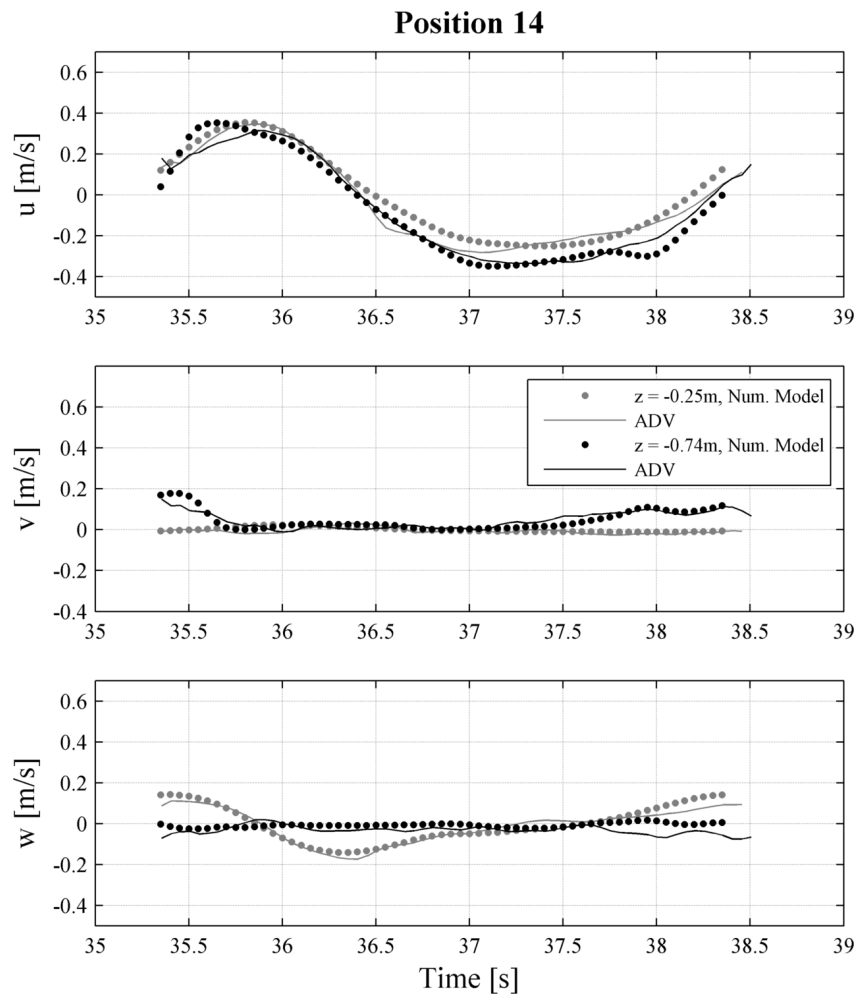 Position 14
0.6
0.4
0.2
0
-0.2
-0.4
u [m/s]
35 35.5 36 36.5 37 37.5 38 38.5 39
0.6
0.4
0.2
0
-0.2
-0.4
v [m/s]
z = -0.25m, Num. Model
ADV
z = -0.74m, Num. Model
ADV
35 35.5 36 36.5 37 37.5 38 38.5 39
0.6
0.4
0.2
0
-0.2
-0.4
w [m/s]
35 35.5 36 36.5 37 37.5 38 38.5 39
Time [s]